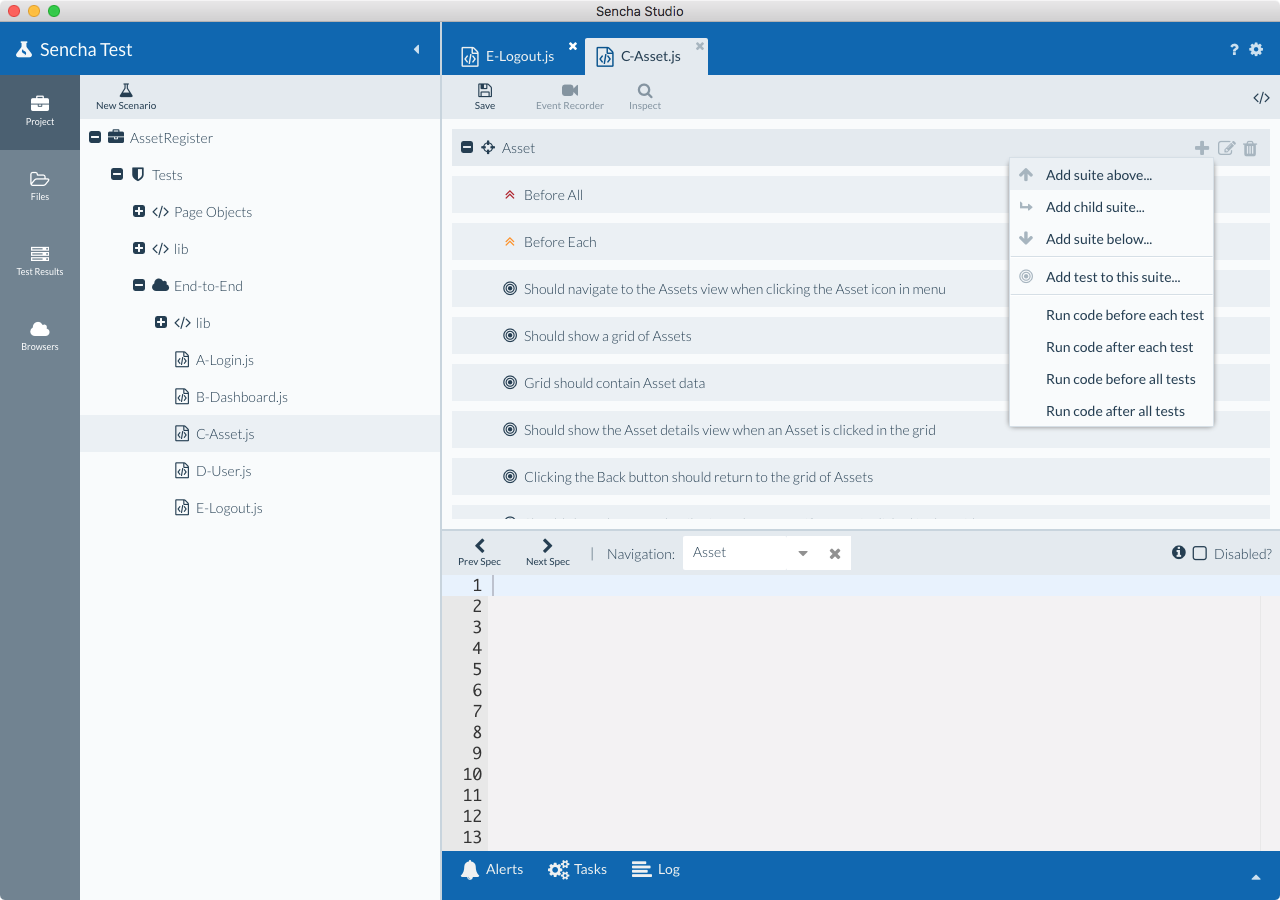 Sencha Studio
Sencha Test
E-Logout.js
C-Asset.js
?
Project
Files
Test Results
Browsers
New Scenario
AssetRegister
Tests
Page Objects
lib
End-to-End
lib
A-Login.js
B-Dashboard.js
C-Asset.js
D-User.js
E-Logout.js
Save
Event Recorder
Inspect
Asset
Before All
Before Each
Should navigate to the Assets view when clicking the Asset icon in menu
Should show a grid of Assets
Grid should contain Asset data
Should show the Asset details view when an Asset is clicked in the grid
Clicking the Back button should return to the grid of Assets
Add suite above...
Add child suite...
Add suite below...
Add test to this suite...
Run code before each test
Run code after each test
Run code before all tests
Run code after all tests
Prev Spec
Next Spec
| Navigation: Asset
Disabled?
1
2
3
4
5
6
7
8
9
10
11
12
13
Alerts
Tasks
Log